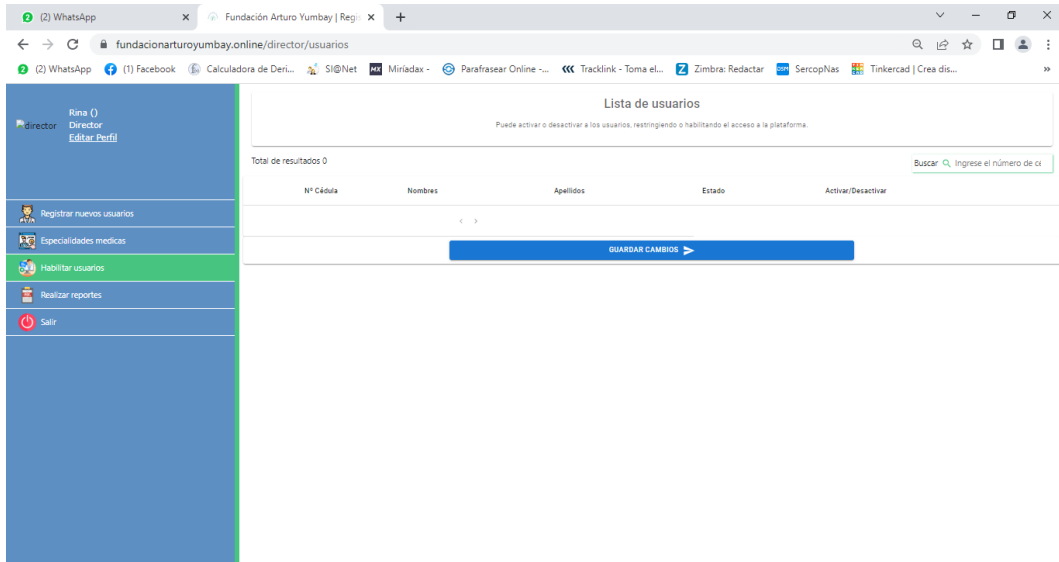 (2) WhatsApp
Fundación Arturo Yumbay | Regis
fundacionarturoyumbay.online/director/usuarios
(2) WhatsApp (1) Facebook Calculadora de Deri... SI@Net Miríadax - Parafrasear Online -... Tracklink - Toma el... Zimbra: Redactar SercopNas Tinkercad | Crea dis...
director
Rina ()
Director
Editar Perfil
Registrar nuevos usuarios
Especialidades medicas
Habilitar usuarios
Realizar reportes
Salir
Lista de usuarios
Puede activar o desactivar a los usuarios, restringiendo o habilitando el acceso a la plataforma.
Total de resultados 0
Buscar Ingrese el número de ce
Nº Cédula Nombres Apellidos Estado Activar/Desactivar
GUARDAR CAMBIOS